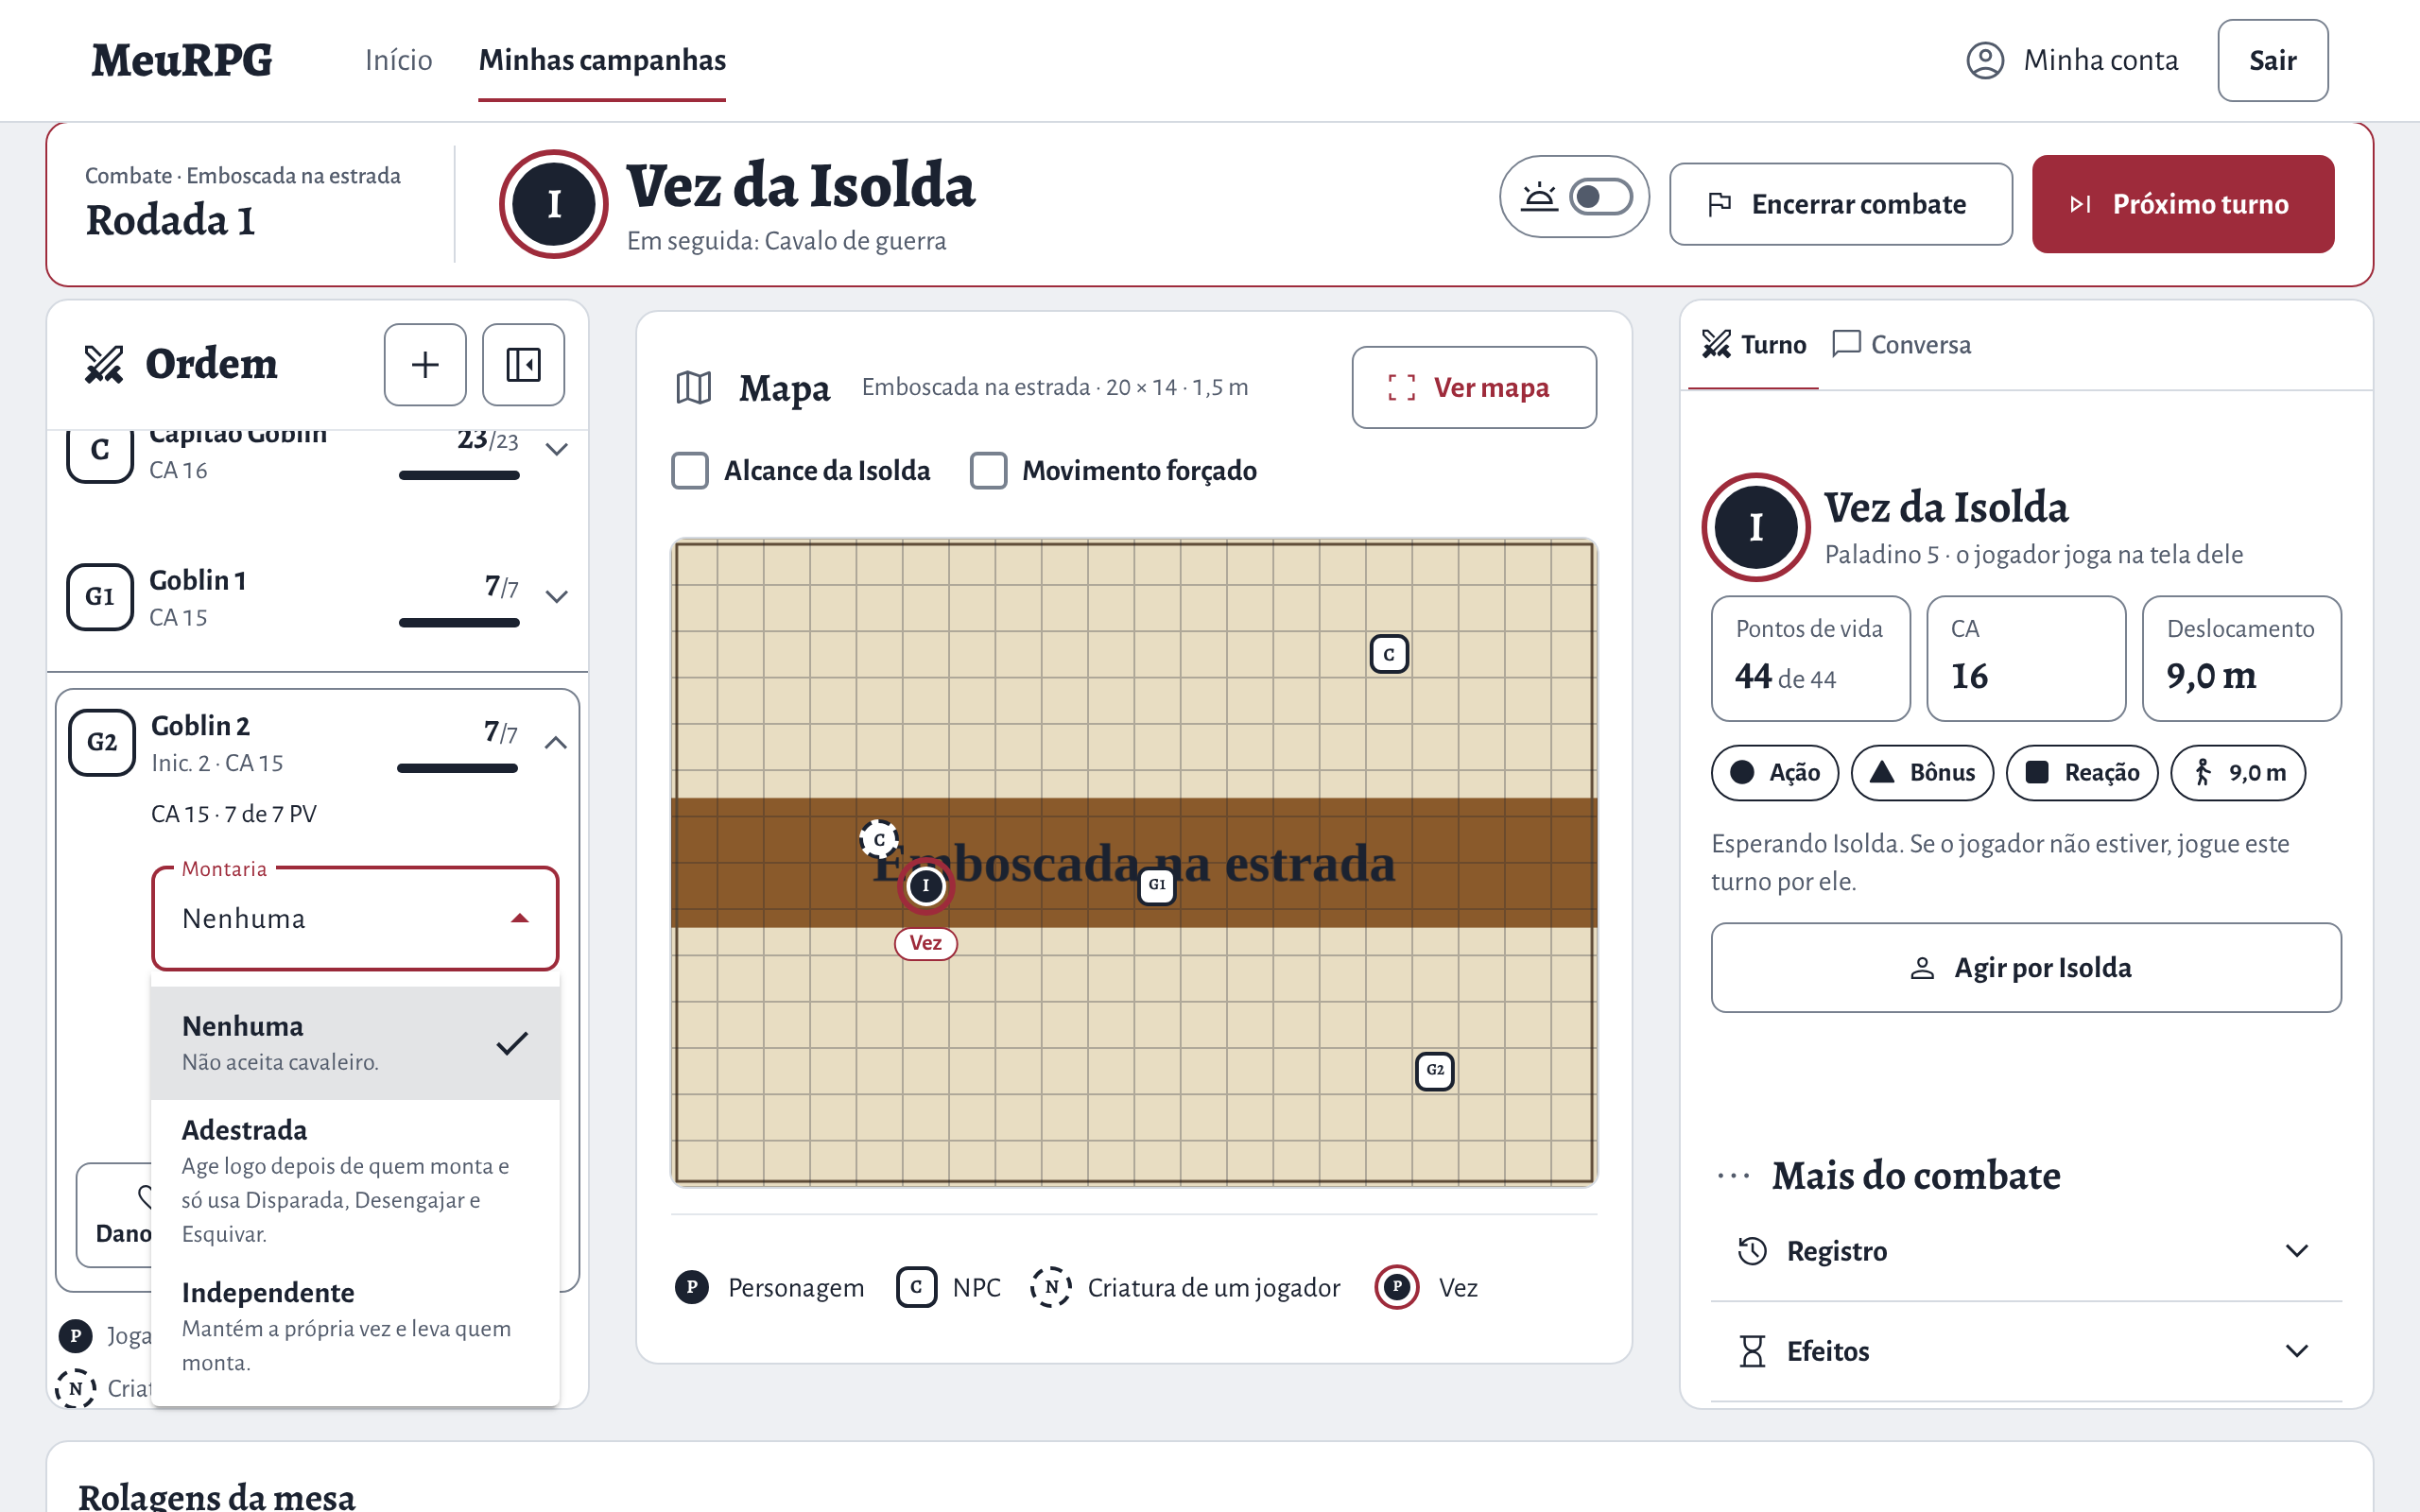 MeuRPG
Início
Minhas campanhas
Minha conta
Sair
Combate · Emboscada na estrada
Rodada 1
I
Vez da Isolda
Em seguida: Cavalo de guerra
Encerrar combate
Próximo turno
Ordem
C
Capitão Goblin
CA 16
23/23
G1
Goblin 1
CA 15
7/7
G2
Goblin 2
Inic. 2 · CA 15
7/7
CA 15 · 7 de 7 PV
Montaria
Nenhuma
Nenhuma
Não aceita cavaleiro.
Adestrada
Age logo depois de quem monta e
só usa Disparada, Desengajar e
Esquivar.
Independente
Mantém a própria vez e leva quem
monta.
Dano
P
Joga
N
Criat
Mapa
Emboscada na estrada · 20 × 14 · 1,5 m
Ver mapa
Alcance da Isolda
Movimento forçado
C
C
Emboscada na estrada
I
G1
Vez
G2
P
Personagem
C
NPC
N
Criatura de um jogador
P
Vez
Turno
Conversa
I
Vez da Isolda
Paladino 5 · o jogador joga na tela dele
Pontos de vida
44 de 44
CA
16
Deslocamento
9,0 m
Ação
Bônus
Reação
9,0 m
Esperando Isolda. Se o jogador não estiver, jogue este
turno por ele.
Agir por Isolda
Mais do combate
Registro
Efeitos
Rolagens da mesa